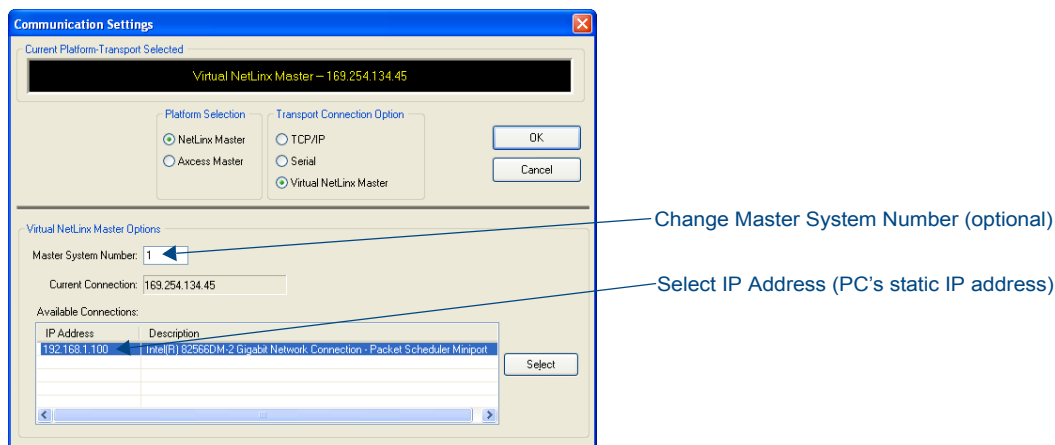 Communication Settings
Current Platform-Transport Selected
Virtual NetLinx Master – 169.254.134.45
Platform Selection
NetLinx Master
Axcess Master
Transport Connection Option
TCP/IP
Serial
Virtual NetLinx Master
OK
Cancel
Virtual NetLinx Master Options
Master System Number: 1
Change Master System Number (optional)
Current Connection: 169.254.134.45
Select IP Address (PC's static IP address)
Available Connections:
IP Address Description
192.168.1.100 Intel(R) 82566DM-2 Gigabit Network Connection - Packet Scheduler Miniport
Select